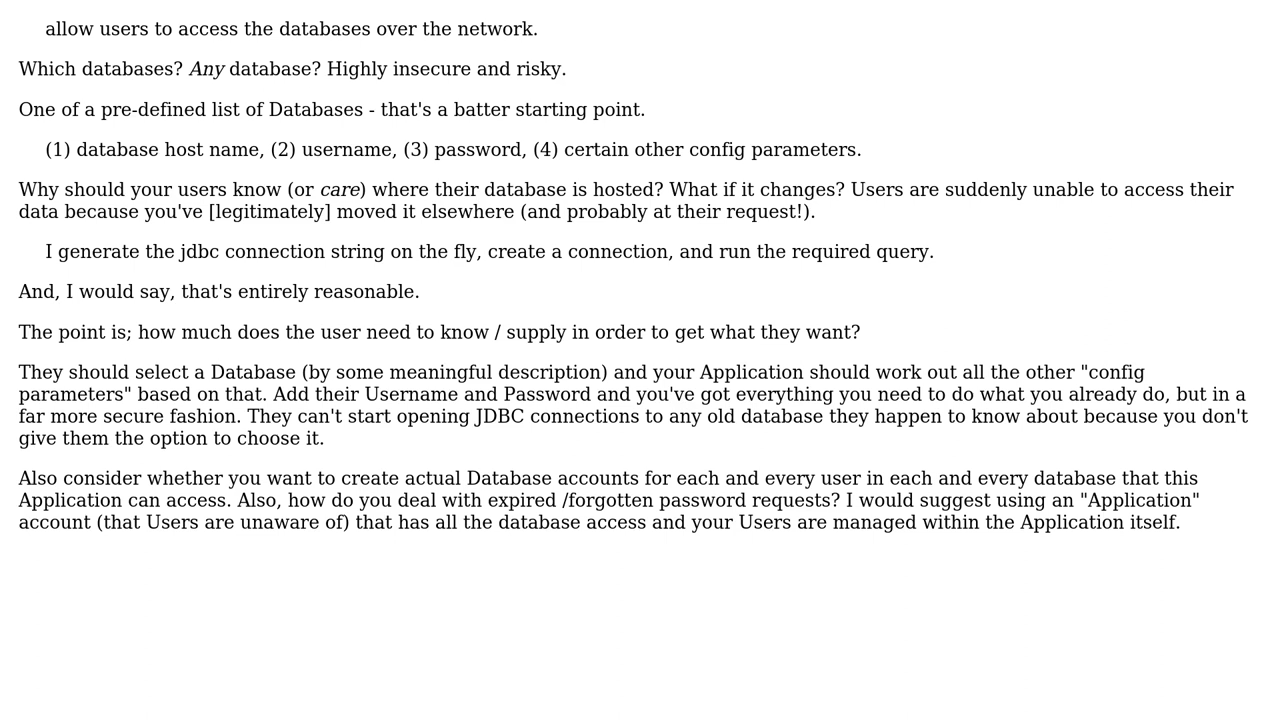 allow users to access the databases over the network.
Which databases? Any database? Highly insecure and risky.
One of a pre-defined list of Databases - that's a batter starting point.
(1) database host name, (2) username, (3) password, (4) certain other config parameters.
Why should your users know (or care) where their database is hosted? What if it changes? Users are suddenly unable to access their
data because you've [legitimately] moved it elsewhere (and probably at their request!).
I generate the jdbc connection string on the fly, create a connection, and run the required query.
And, I would say, that's entirely reasonable.
The point is; how much does the user need to know / supply in order to get what they want?
They should select a Database (by some meaningful description) and your Application should work out all the other "config
parameters" based on that. Add their Username and Password and you've got everything you need to do what you already do, but in a
far more secure fashion. They can't start opening JDBC connections to any old database they happen to know about because you don't
give them the option to choose it.
Also consider whether you want to create actual Database accounts for each and every user in each and every database that this
Application can access. Also, how do you deal with expired /forgotten password requests? I would suggest using an "Application"
account (that Users are unaware of) that has all the database access and your Users are managed within the Application itself.